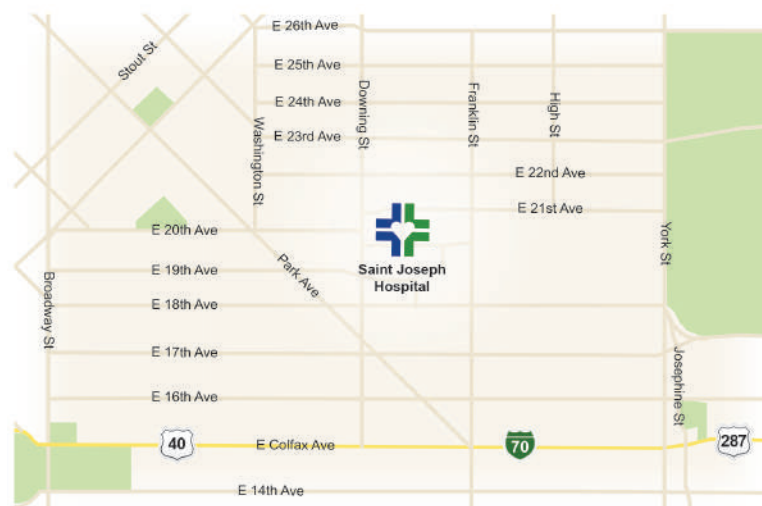 E 26th Ave
Stout St
E 25th Ave
E 24th Ave
Downing St
Franklin St
High St
Washington St
E 23rd Ave
E 22nd Ave
E 21st Ave
E 20th Ave
York St
Saint Joseph
Hospital
E 19th Ave
Park Ave
Broadway St
E 18th Ave
E 17th Ave
Josephine St
E 16th Ave
40
E Colfax Ave
70
287
E 14th Ave